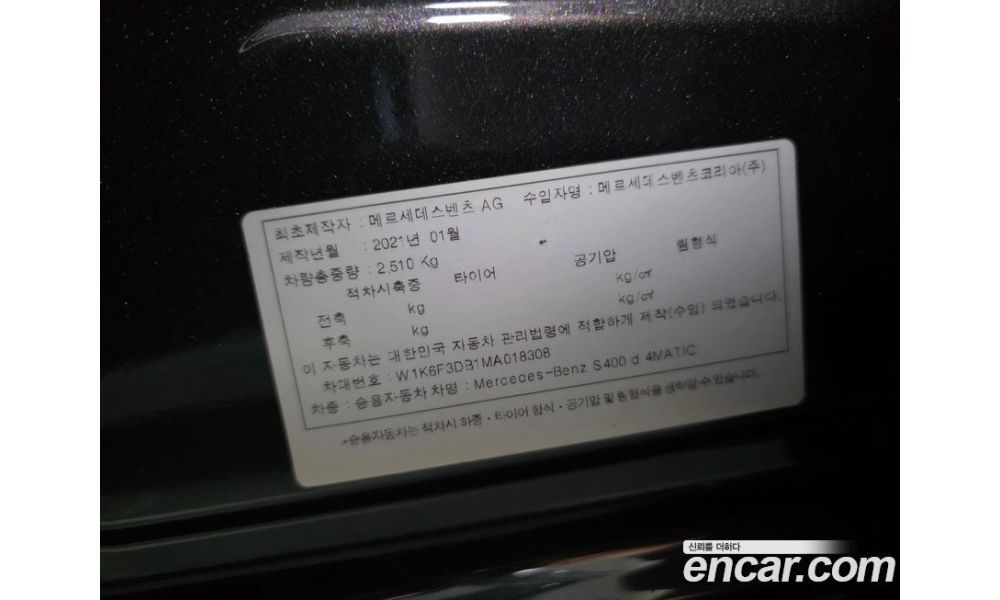 최초제작자 : 메르세데스벤츠 AG 수입자명 : 메르세데스벤츠코리아(주)
제작년월 : 2021년 01월
차량총중량 : 2,510 Kg
적차시축중 타이어 공기압 림형식
전축 kg kg/㎠
후축 kg kg/㎠
이 자동차는 대한민국 자동차 관리법령에 적합하게 제작(수입) 되었습니다.
차대번호 : W1K6F3DB1MA018308
차종 : 승용자동차 차명 : Mercedes-Benz S400 d 4MATIC
*승용자동차는 적차시 하중·타이어 형식·공기압 및 림형식을 생략할 수 있습니다.
신뢰를 더하다
encar.com